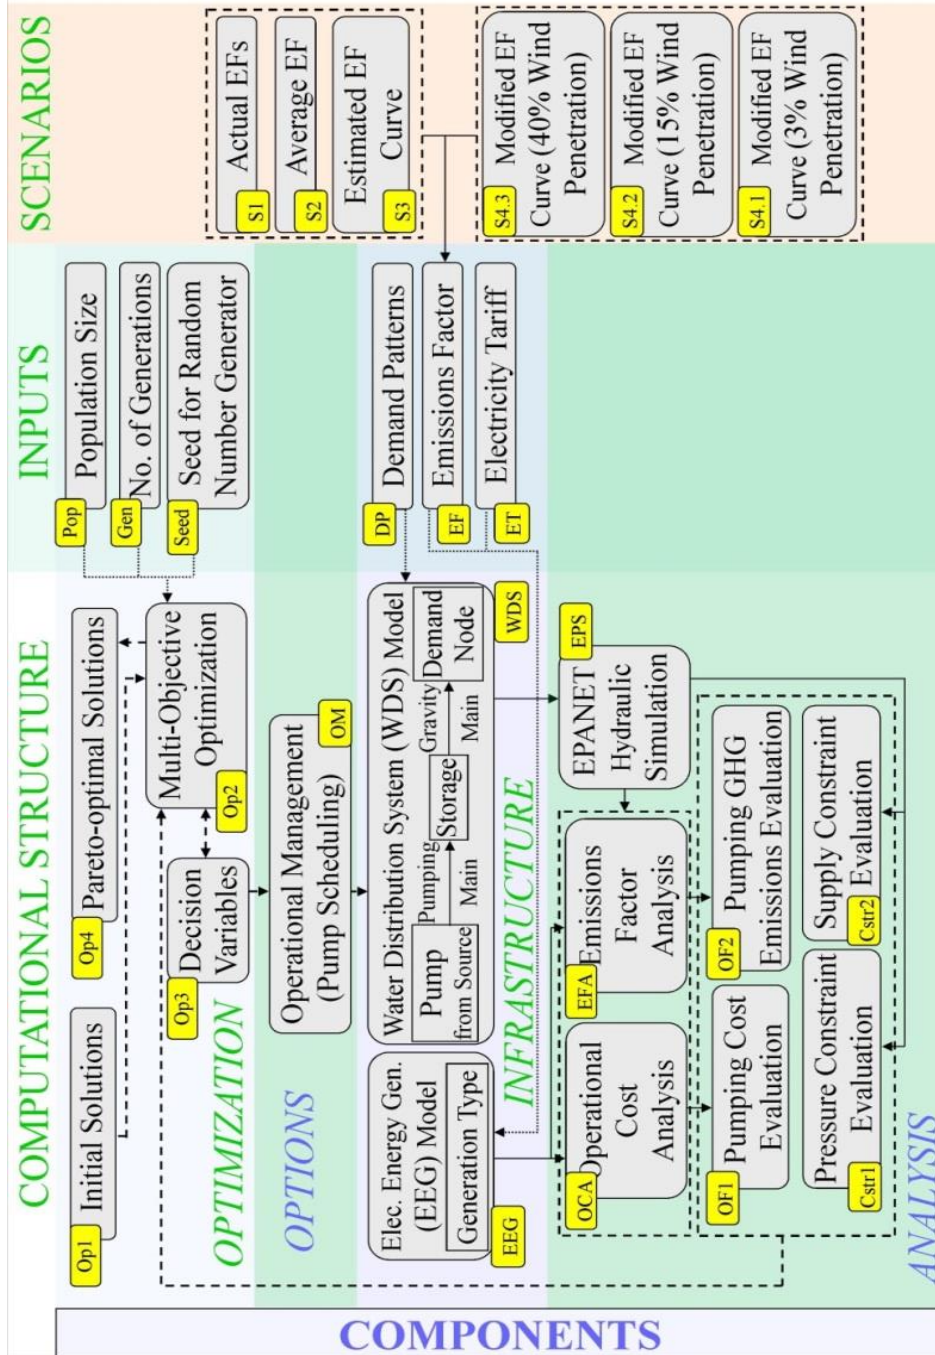 COMPUTATIONAL STRUCTURE
INPUTS
SCENARIOS
COMPONENTS
Op1
Initial Solutions
Op4
Pareto-optimal Solutions
Op3
Decision
Variables
Op2
Multi-Objective
Optimization
OPTIMIZATION
Pop
Population Size
Gen
No. of Generations
Seed
Seed for Random
Number Generator
OPTIONS
Operational Management
(Pump Scheduling)
OM
Elec. Energy Gen.
(EEG) Model
Generation Type
EEG
Water Distribution System (WDS) Model
Pump
from Source
Pumping
Main
Storage
Gravity
Main
Demand
Node
WDS
INFRASTRUCTURE
DP
Demand Patterns
EF
Emissions Factor
ET
Electricity Tariff
S1
Actual EFs
S2
Average EF
S3
Estimated EF
Curve
S4.3
Modified EF
Curve (40% Wind
Penetration)
S4.2
Modified EF
Curve (15% Wind
Penetration)
S4.1
Modified EF
Curve (3% Wind
Penetration)
OCA
Operational
Cost
Analysis
EFA
Emissions
Factor
Analysis
EPS
EPANET
Hydraulic
Simulation
OF1
Pumping Cost
Evaluation
OF2
Pumping GHG
Emissions Evaluation
Pressure Constraint
Evaluation
Cstr1
Supply Constraint
Evaluation
Cstr2
ANALYSIS